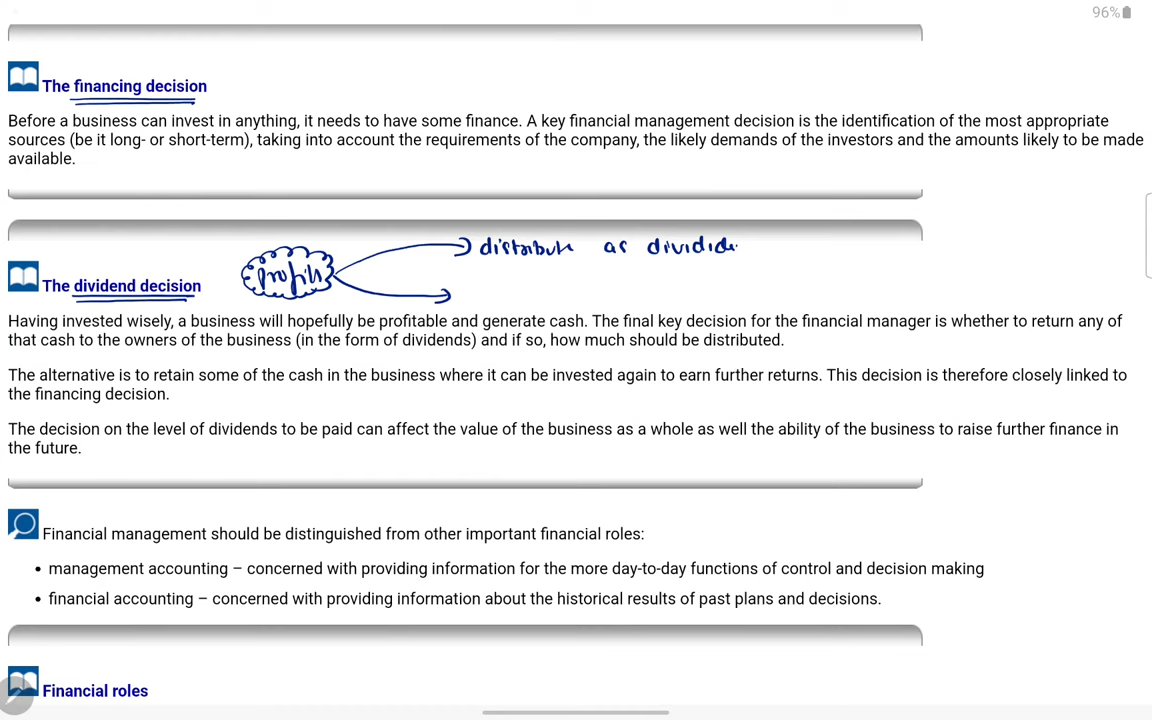 96%
The financing decision
Before a business can invest in anything, it needs to have some finance. A key financial management decision is the identification of the most appropriate
sources (be it long- or short-term), taking into account the requirements of the company, the likely demands of the investors and the amounts likely to be made
available.
distribute as dividide
Profits
The dividend decision
Having invested wisely, a business will hopefully be profitable and generate cash. The final key decision for the financial manager is whether to return any of
that cash to the owners of the business (in the form of dividends) and if so, how much should be distributed.
The alternative is to retain some of the cash in the business where it can be invested again to earn further returns. This decision is therefore closely linked to
the financing decision.
The decision on the level of dividends to be paid can affect the value of the business as a whole as well the ability of the business to raise further finance in
the future.
Financial management should be distinguished from other important financial roles:
• management accounting – concerned with providing information for the more day-to-day functions of control and decision making
• financial accounting – concerned with providing information about the historical results of past plans and decisions.
Financial roles